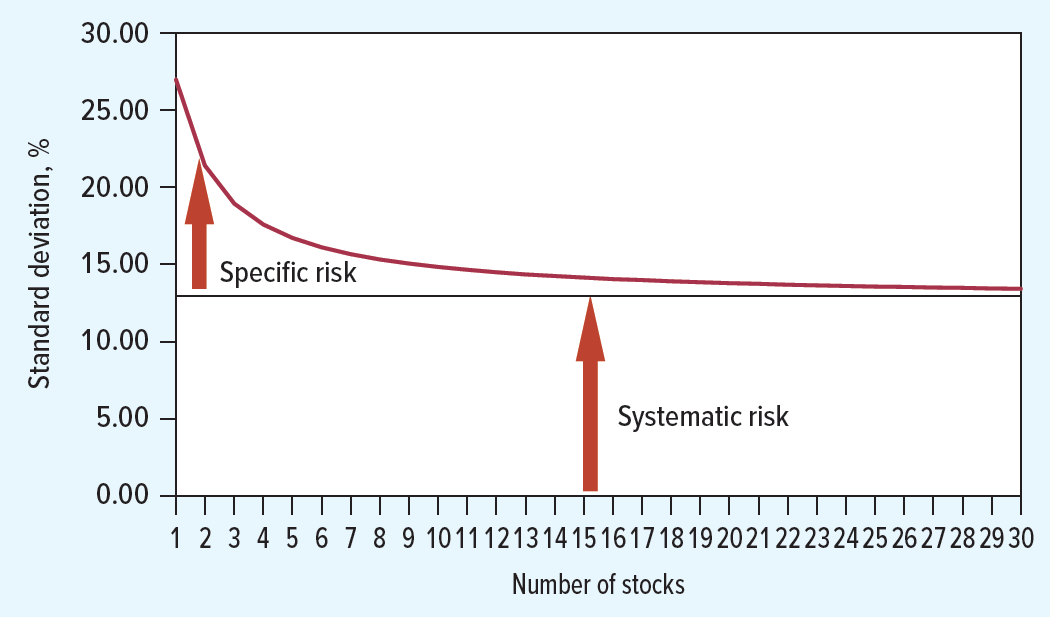 30.00
25.00
20.00
15.00
10.00
5.00
0.00
Standard deviation, %
Specific risk
Systematic risk
1 2 3 4 5 6 7 8 9 10 11 12 13 14 15 16 17 18 19 20 21 22 23 24 25 26 27 28 29 30
Number of stocks